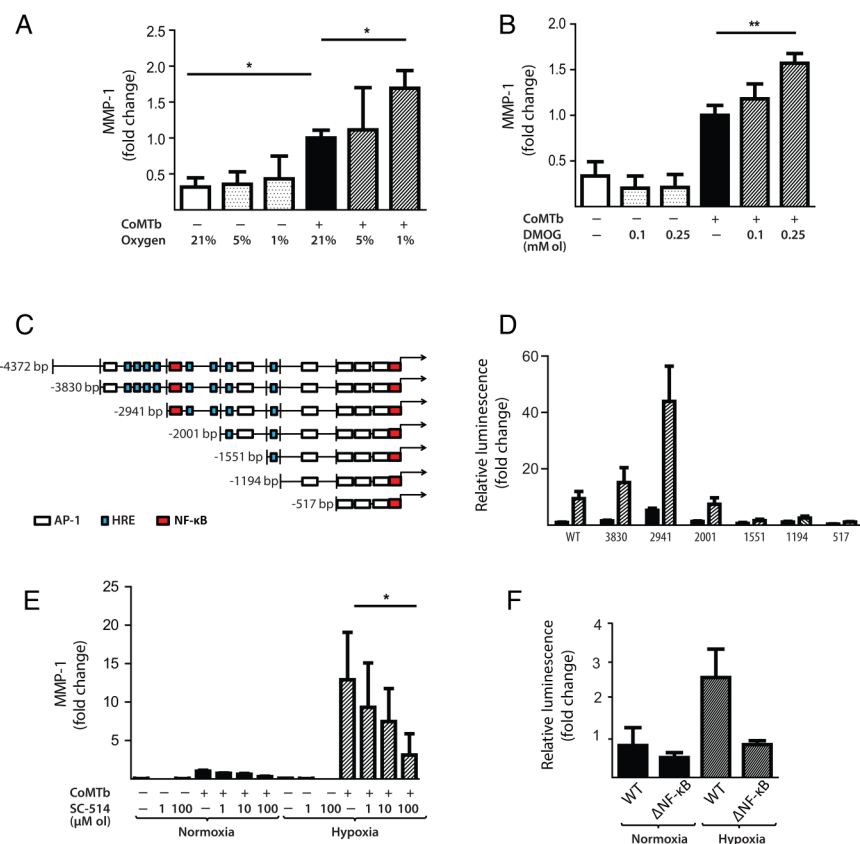 A
MMP-1
(fold change)
2.5
2.0
1.5
1.0
0.5
*
*
CoMTb − − − + + +
Oxygen 21% 5% 1% 21% 5% 1%
B
MMP-1
(fold change)
2.0
1.5
1.0
0.5
**
CoMTb − − − + + +
DMOG − 0.1 0.25 − 0.1 0.25
(mM ol)
C
-4372 bp
-3830 bp
-2941 bp
-2001 bp
-1551 bp
-1194 bp
-517 bp
AP-1 HRE NF-κB
D
Relative luminescence
(fold change)
60
40
20
WT 3830 2941 2001 1551 1194 517
E
MMP-1
(fold change)
25
20
15
10
5
*
CoMTb − − − + + + + − − − + + + +
SC-514 − 1 100 − 1 10 100 − 1 100 − 1 10 100
(μM ol)
Normoxia Hypoxia
F
Relative luminescence
(fold change)
4
3
2
1
WT ΔNF-κB WT ΔNF-κB
Normoxia Hypoxia